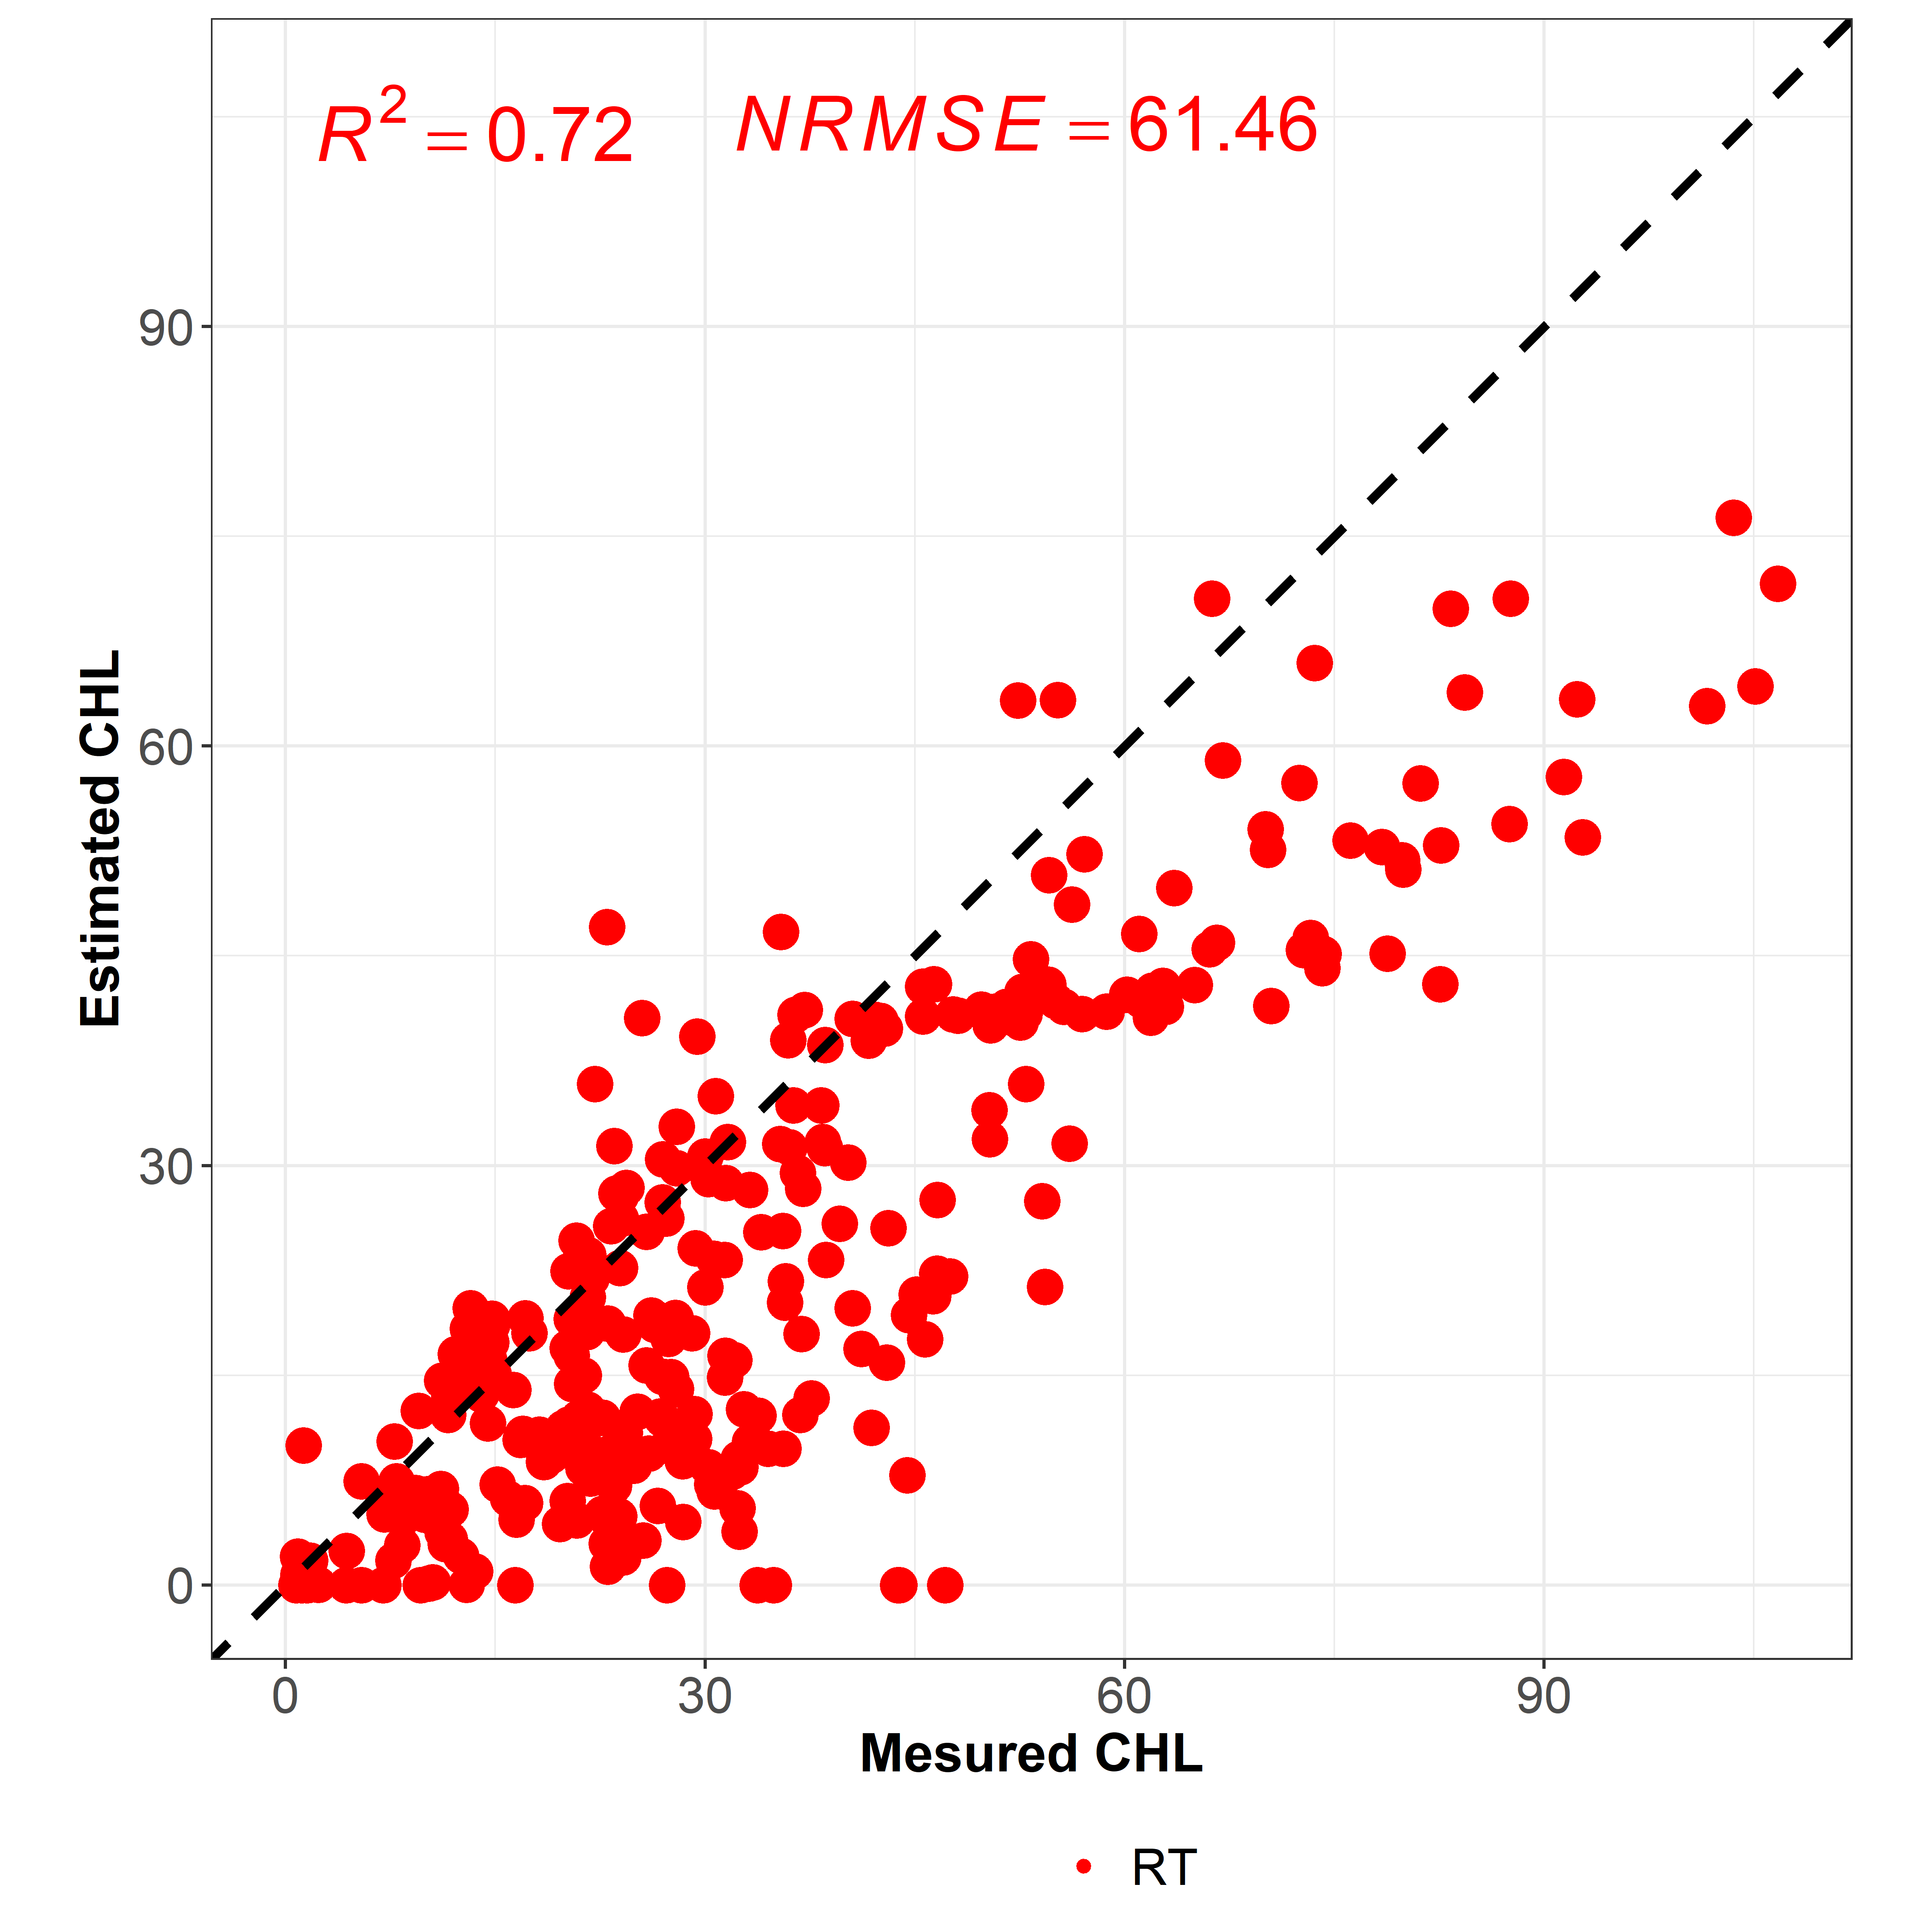 R² = 0.72 NRMSE = 61.46
90
60
30
0
Estimated CHL
0 30 60 90
Mesured CHL
RT